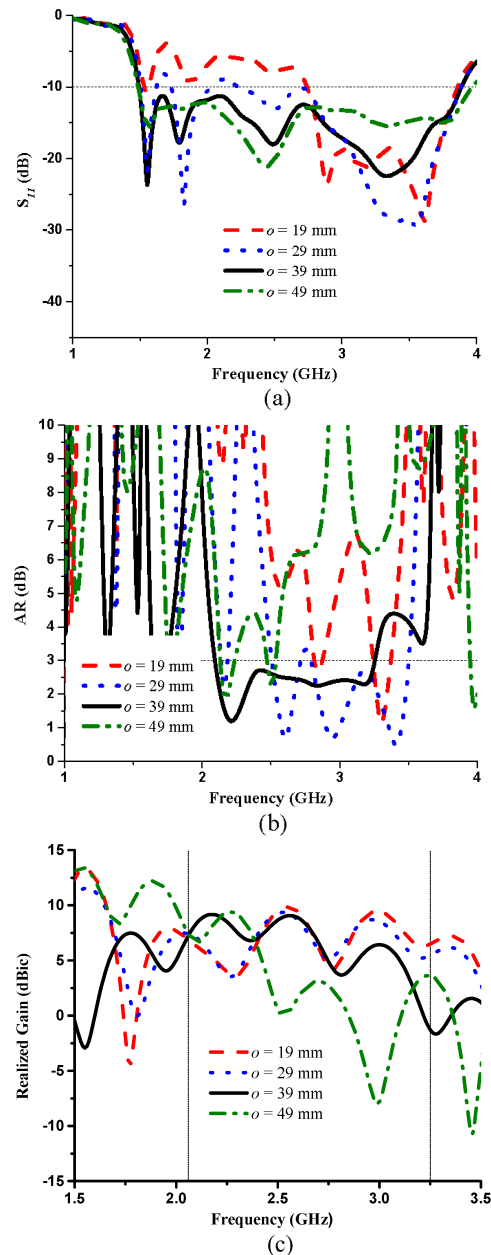 0
-10
-20
-30
-40
S11 (dB)
o = 19 mm
o = 29 mm
o = 39 mm
o = 49 mm
1 2 3 4
Frequency (GHz)
(a)
10
9
8
7
6
5
4
3
2
1
0
AR (dB)
o = 19 mm
o = 29 mm
o = 39 mm
o = 49 mm
1 2 3 4
Frequency (GHz)
(b)
15
10
5
0
-5
-10
-15
Realized Gain (dBic)
o = 19 mm
o = 29 mm
o = 39 mm
o = 49 mm
1.5 2.0 2.5 3.0 3.5
Frequency (GHz)
(c)